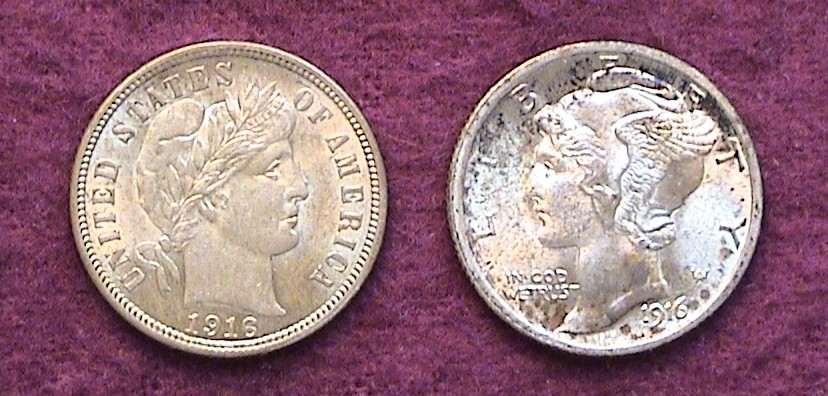 UNITED STATES OF AMERICA
1916
LIBERTY
IN GOD
WE TRUST
1916